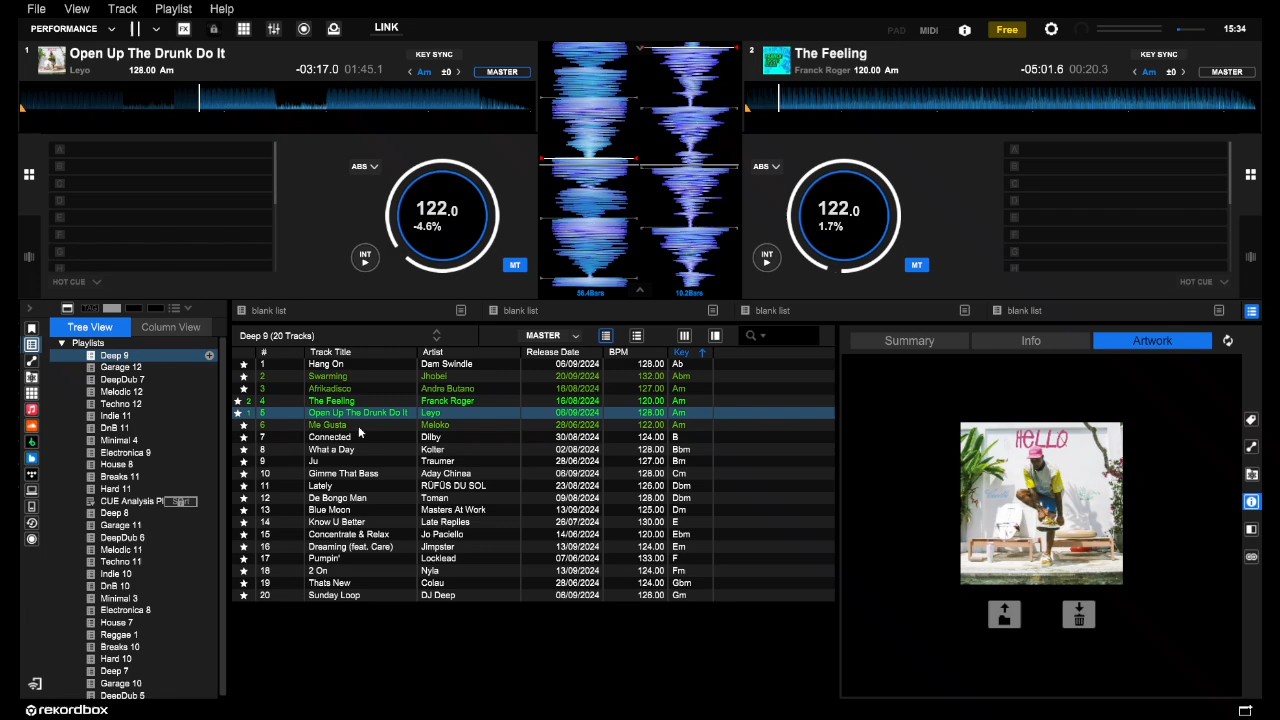 File View Track Playlist Help
PERFORMANCE FX LINK PAD MIDI Free 15:34
1 Open Up The Drunk Do It
Leyo 128.00 Am
-03:17.0 01:45.1
KEY SYNC
Am ±0 MASTER
2 The Feeling
Franck Roger 120.00 Am
-05:01.6 00:20.3
KEY SYNC
Am ±0 MASTER
A
B
C
D
E
F
G
H
HOT CUE
ABS
122.0
-4.6%
INT
MT
56.4Bars 10.2Bars
ABS
122.0
1.7%
INT
MT
A
B
C
D
E
F
G
H
HOT CUE
TAG
blank list blank list blank list blank list
Tree View Column View
Playlists
Deep 9
Garage 12
DeepDub 7
Melodic 12
Techno 12
Indie 11
DnB 11
Minimal 4
Electronica 9
House 8
Breaks 11
Hard 11
CUE Analysis Pl Start
Deep 8
Garage 11
DeepDub 6
Melodic 11
Techno 11
Indie 10
DnB 10
Minimal 3
Electronica 8
House 7
Reggae 1
Breaks 10
Hard 10
Deep 7
Garage 10
DeepDub 5
Deep 9 (20 Tracks) MASTER
# Track Title Artist Release Date BPM Key
1 Hang On Dam Swindle 06/09/2024 128.00 Ab
2 Swarming Jhobei 20/09/2024 132.00 Abm
3 Afrikadisco Andre Butano 16/08/2024 127.00 Am
2 4 The Feeling Franck Roger 16/08/2024 120.00 Am
1 5 Open Up The Drunk Do It Leyo 06/09/2024 128.00 Am
6 Me Gusta Meloko 28/06/2024 122.00 Am
7 Connected Dilby 30/08/2024 124.00 B
8 What a Day Kolter 02/08/2024 128.00 Bbm
9 Ju Traumer 28/06/2024 127.00 Bm
10 Gimme That Bass Aday Chinea 06/09/2024 128.00 Cm
11 Lately RÜFÜS DU SOL 23/08/2024 126.00 Dbm
12 De Bongo Man Toman 09/08/2024 128.00 Dbm
13 Blue Moon Masters At Work 13/09/2024 125.00 Dm
14 Know U Better Late Replies 26/07/2024 130.00 E
15 Concentrate & Relax Jo Paciello 14/06/2024 120.00 Ebm
16 Dreaming (feat. Care) Jimpster 13/09/2024 124.00 Em
17 Pumpin' Locklead 07/06/2024 133.00 F
18 2 On Nyla 13/09/2024 124.00 Fm
19 Thats New Colau 28/06/2024 124.00 Gbm
20 Sunday Loop DJ Deep 06/09/2024 126.00 Gm
Summary Info Artwork
HELLO
rekordbox